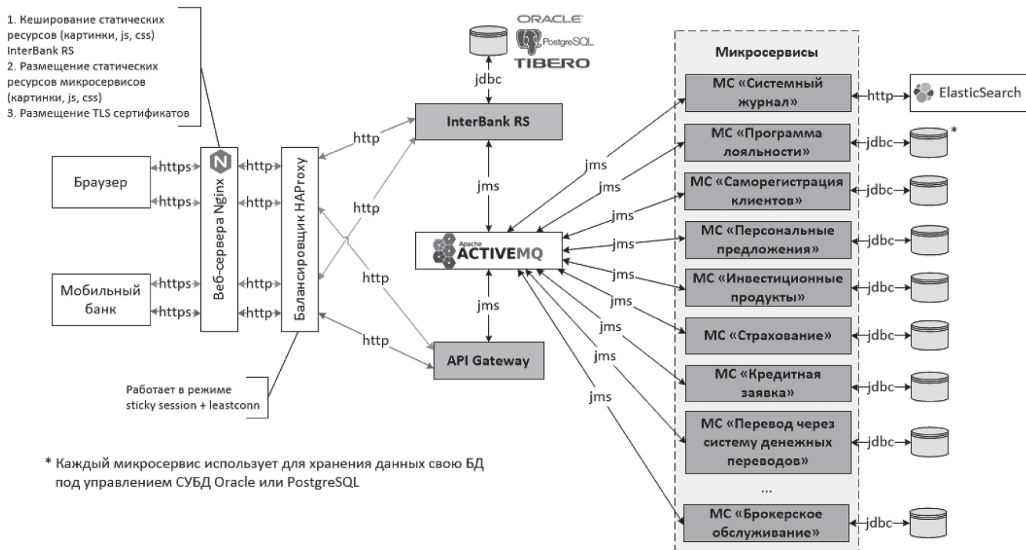 1. Кеширование статических
ресурсов (картинки, js, css)
InterBank RS
2. Размещение статических
ресурсов микросервисов
(картинки, js, css)
3. Размещение TLS сертификатов
Браузер
Мобильный
банк
https
https
https
https
Веб-сервера Nginx
http
http
http
http
Балансировщик HAProxy
Работает в режиме
sticky session + leastconn
http
http
http
http
ORACLE
PostgreSQL
TIBERO
jdbc
InterBank RS
jms
Apache
ACTIVEMQ
jms
API Gateway
jms
jms
jms
jms
jms
jms
jms
jms
jms
Микросервисы
МС «Системный
журнал»
http
ElasticSearch
МС «Программа
лояльности»
jdbc
*
МС «Саморегистрация
клиентов»
jdbc
МС «Персональные
предложения»
jdbc
МС «Инвестиционные
продукты»
jdbc
МС «Страхование»
jdbc
МС «Кредитная
заявка»
jdbc
МС «Перевод через
систему денежных
переводов»
jdbc
...
МС «Брокерское
обслуживание»
jdbc
* Каждый микросервис использует для хранения данных свою БД
под управлением СУБД Oracle или PostgreSQL